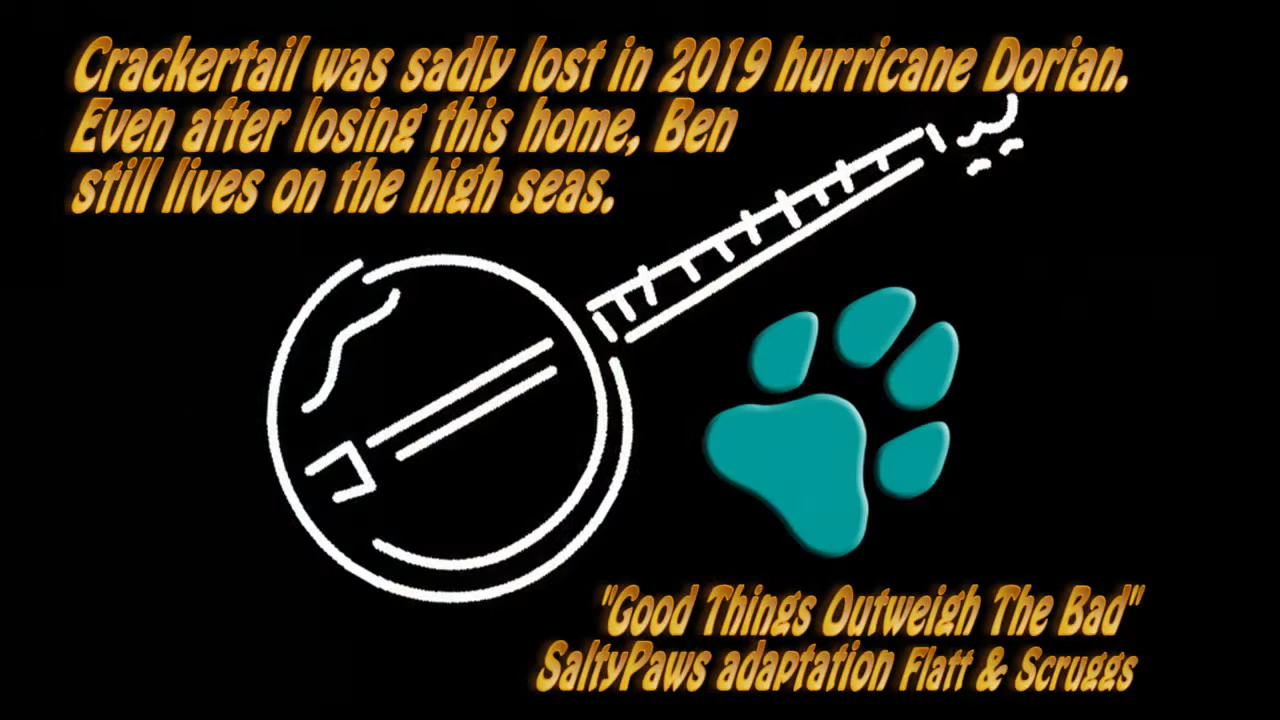 Crackertail was sadly lost in 2019 hurricane Dorian.
Even after losing this home, Ben
still lives on the high seas.
"Good Things Outweigh The Bad"
SaltyPaws adaptation Flatt & Scruggs